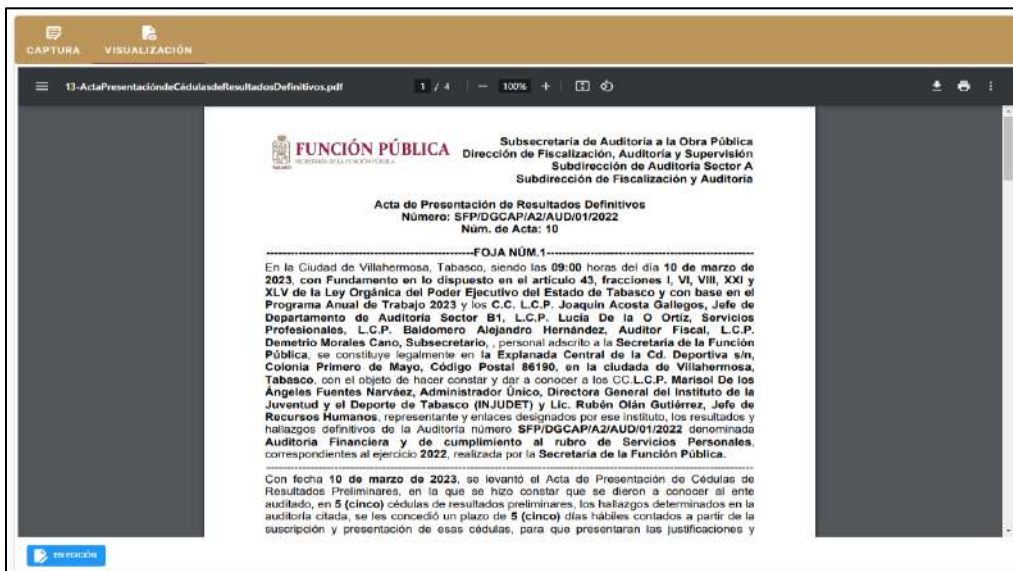 CAPTURA VISUALIZACIÓN
13-ActaPresentacióndeCédulasdeResultadosDefinitivos.pdf 1 / 4 100%
FUNCIÓN PÚBLICA
SECRETARÍA DE LA FUNCIÓN PÚBLICA
TABASCO
Subsecretaría de Auditoría a la Obra Pública
Dirección de Fiscalización, Auditoría y Supervisión
Subdirección de Auditoría Sector A
Subdirección de Fiscalización y Auditoría
Acta de Presentación de Resultados Definitivos
Número: SFP/DGCAP/A2/AUD/01/2022
Núm. de Acta: 10
FOJA NÚM.1
En la Ciudad de Villahermosa, Tabasco, siendo las 09:00 horas del día 10 de marzo de
2023, con Fundamento en lo dispuesto en el artículo 43, fracciones I, VI, VIII, XXI y
XLV de la Ley Orgánica del Poder Ejecutivo del Estado de Tabasco y con base en el
Programa Anual de Trabajo 2023 y los C.C. L.C.P. Joaquin Acosta Gallegos, Jefe de
Departamento de Auditoría Sector B1, L.C.P. Lucía De la O Ortíz, Servicios
Profesionales, L.C.P. Baldomero Alejandro Hernández, Auditor Fiscal, L.C.P.
Demetrio Morales Cano, Subsecretario, , personal adscrito a la Secretaría de la Función
Pública, se constituye legalmente en la Explanada Central de la Cd. Deportiva s/n,
Colonia Primero de Mayo, Código Postal 86190, en la ciudada de Villahermosa,
Tabasco, con el objeto de hacer constar y dar a conocer a los CC.L.C.P. Marisol De los
Ángeles Fuentes Narváez, Administrador Único, Directora General del Instituto de la
Juventud y el Deporte de Tabasco (INJUDET) y Lic. Rubén Olán Gutiérrez, Jefe de
Recursos Humanos, representante y enlaces designados por ese instituto, los resultados y
hallazgos definitivos de la Auditoría número SFP/DGCAP/A2/AUD/01/2022 denominada
Auditoría Financiera y de cumplimiento al rubro de Servicios Personales,
correspondientes al ejercicio 2022, realizada por la Secretaría de la Función Pública.
Con fecha 10 de marzo de 2023, se levantó el Acta de Presentación de Cédulas de
Resultados Preliminares, en la que se hizo constar que se dieron a conocer al ente
auditado, en 5 (cinco) cédulas de resultados preliminares, los hallazgos determinados en la
auditoría citada, se les concedió un plazo de 5 (cinco) días hábiles contados a partir de la
suscripción y presentación de esas cédulas, para que presentaran las justificaciones y
EN EDICIÓN